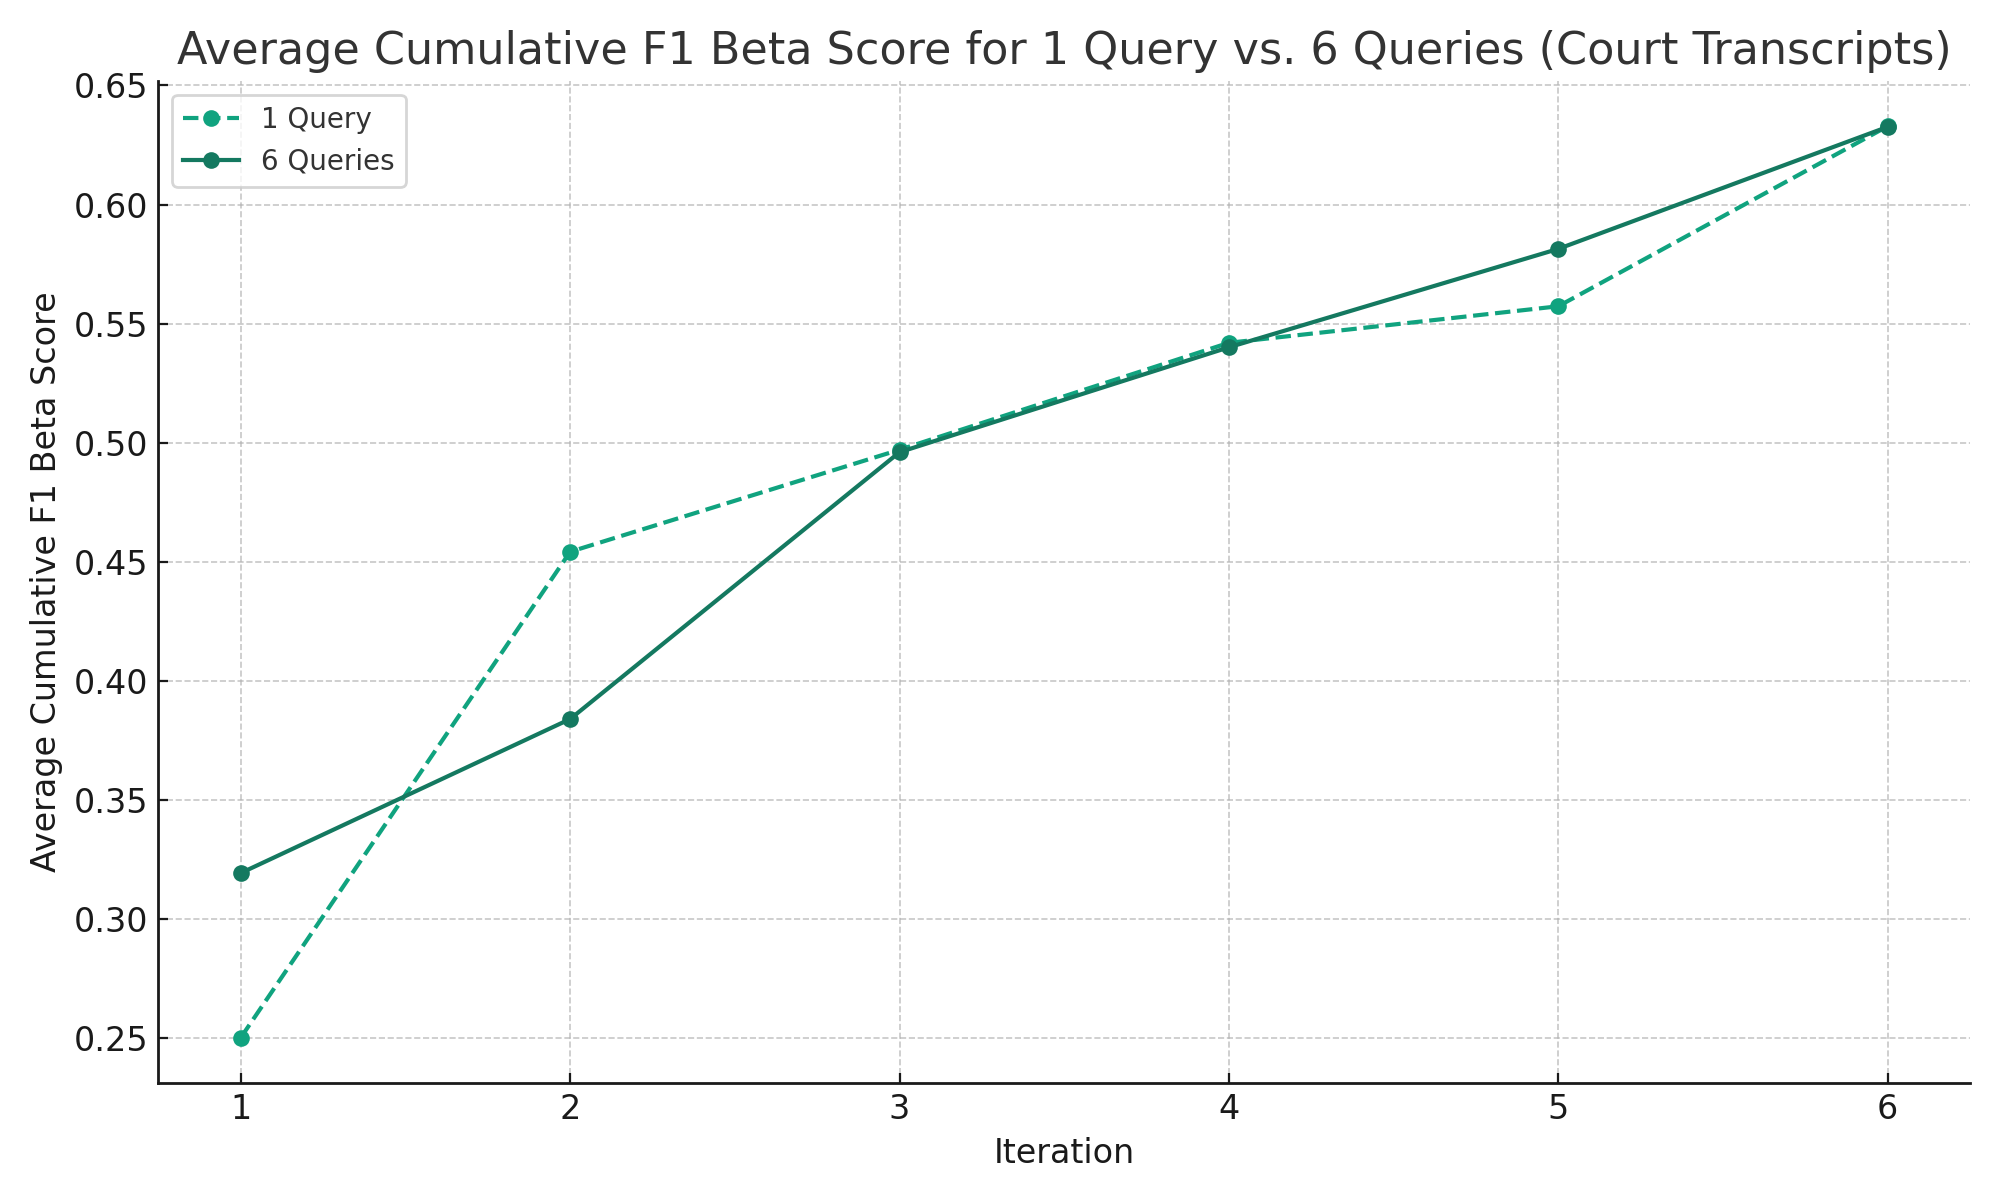 Average Cumulative F1 Beta Score for 1 Query vs. 6 Queries (Court Transcripts)
1 Query
6 Queries
Average Cumulative F1 Beta Score
0.65
0.60
0.55
0.50
0.45
0.40
0.35
0.30
0.25
1 2 3 4 5 6
Iteration